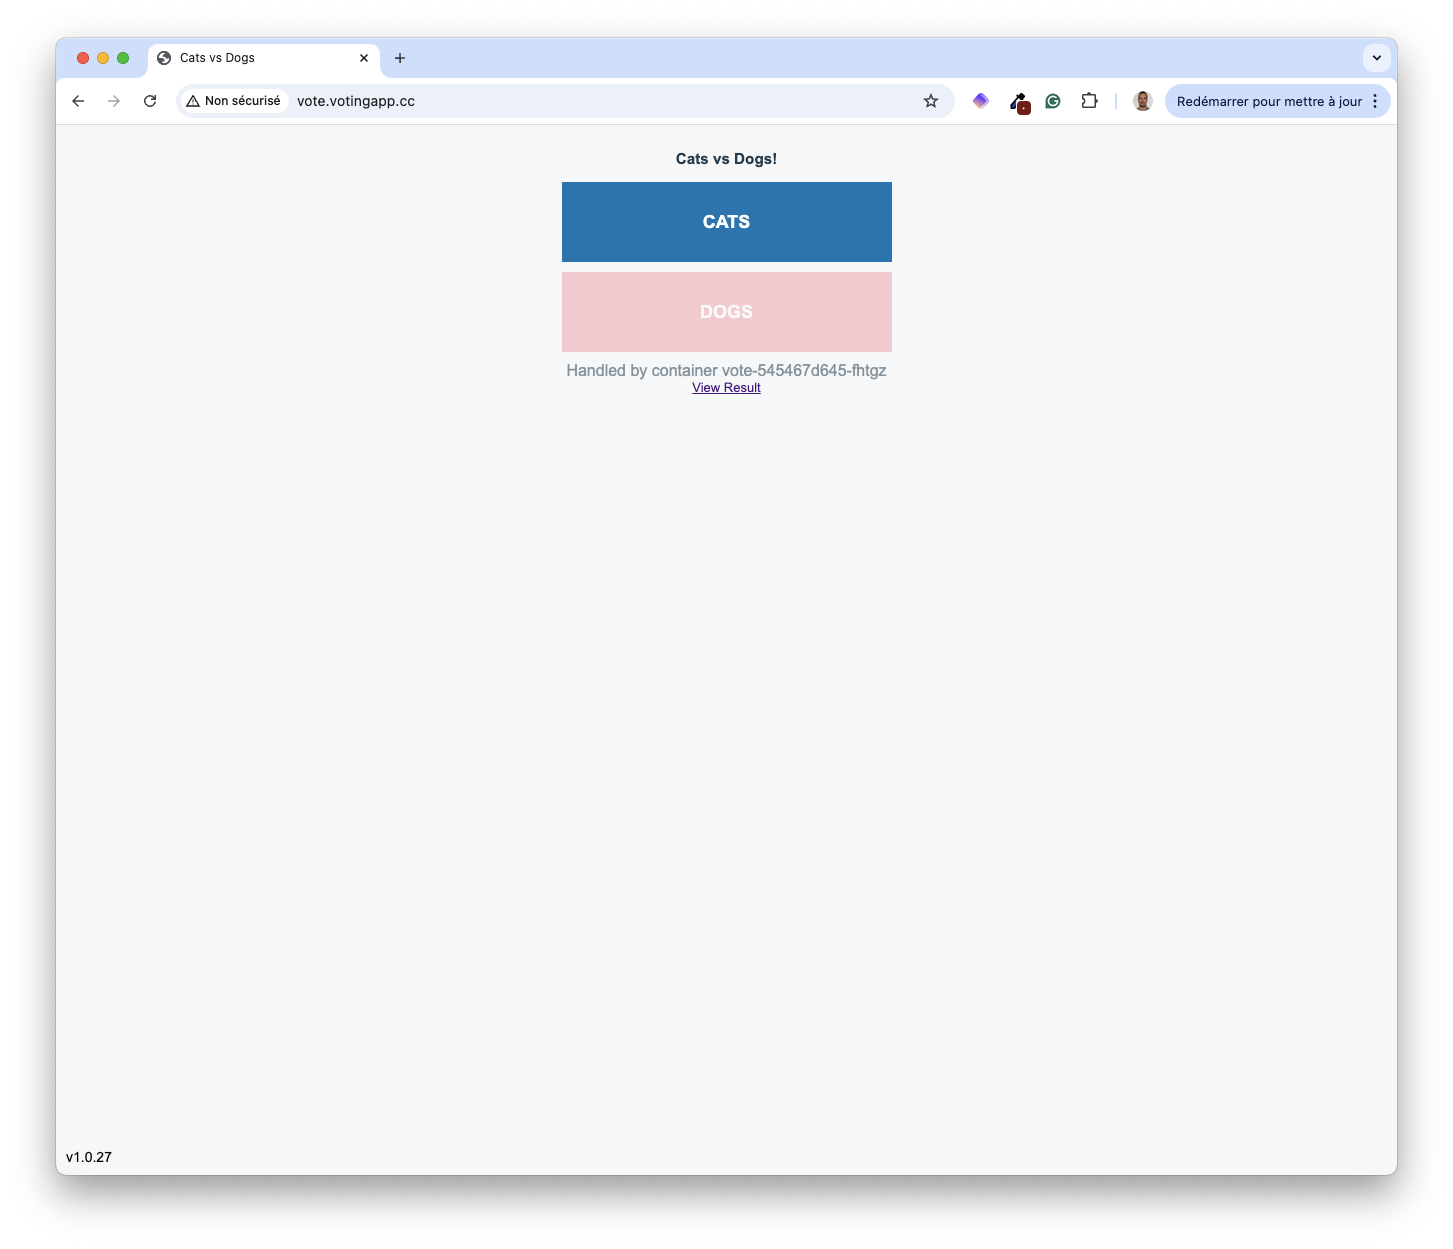 Cats vs Dogs
Non sécurisé
vote.votingapp.cc
Redémarrer pour mettre à jour
Cats vs Dogs!
CATS
DOGS
Handled by container vote-545467d645-fhtgz
View Result
v1.0.27